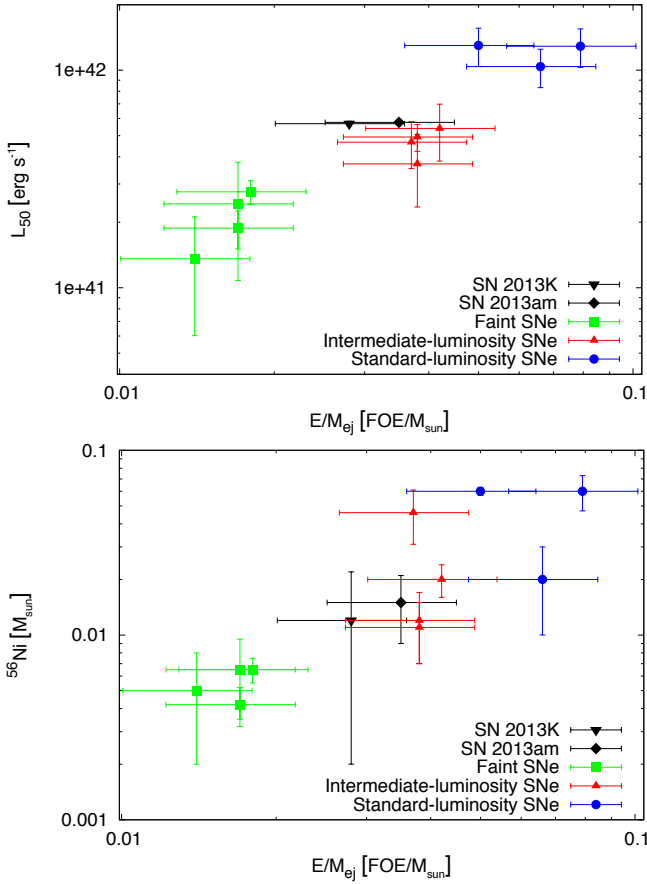 1e+42
L50 [erg s-1]
1e+41
SN 2013K
SN 2013am
Faint SNe
Intermediate-luminosity SNe
Standard-luminosity SNe
0.01
0.1
E/Mej [FOE/Msun]
0.1
56Ni [Msun]
0.01
SN 2013K
SN 2013am
Faint SNe
Intermediate-luminosity SNe
Standard-luminosity SNe
0.001
0.01
0.1
E/Mej [FOE/Msun]